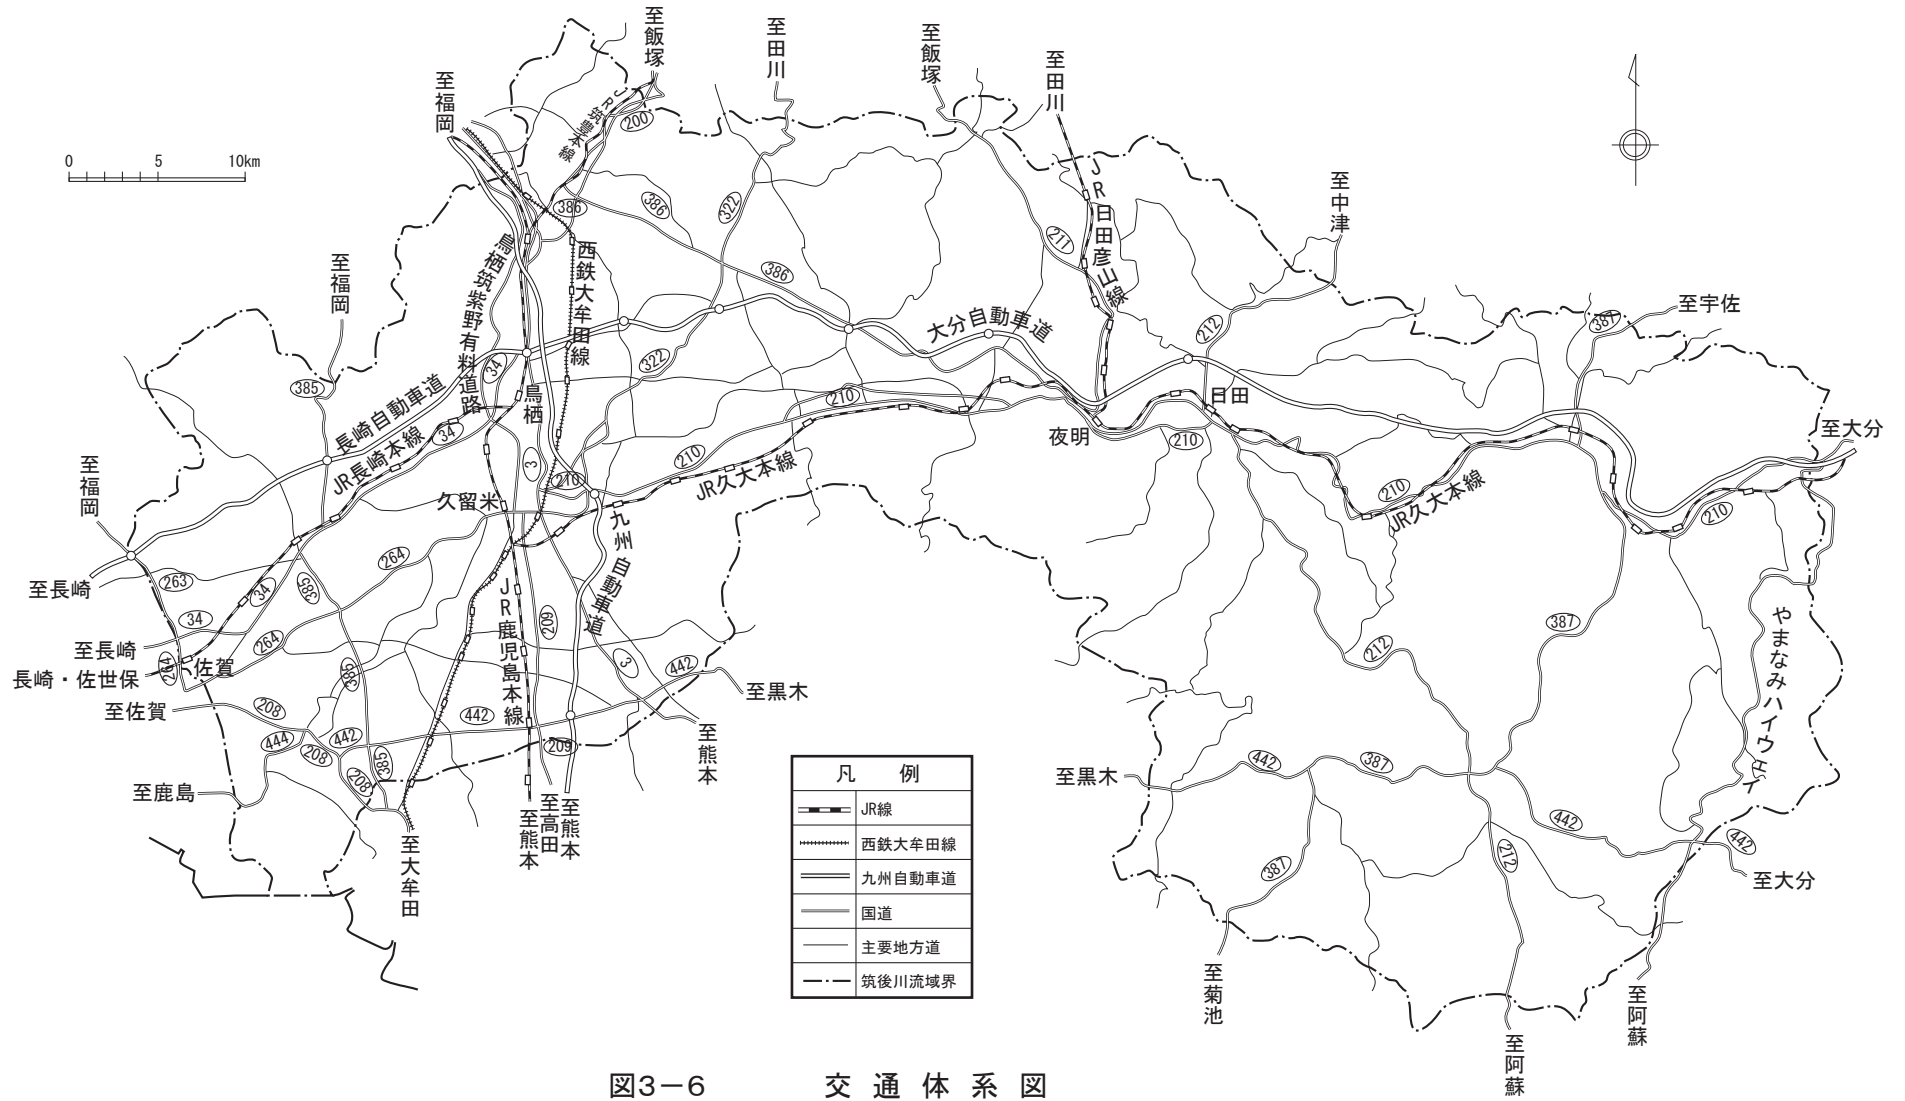 至飯塚
至田川
至飯塚
至田川
至福岡
JR筑豊本線
200
0 5 10km
至中津
386
386
322
211
JR日田彦山線
至福岡
鳥栖筑紫野有料道路
西鉄大牟田線
386
大分自動車道
212
387
至宇佐
322
34
385
長崎自動車道
鳥栖
210
日田
34
JR長崎本線
夜明
210
至大分
至福岡
3
210
210
JR久大本線
210
JR久大本線
210
久留米
九州自動車道
264
263
385
34
至長崎
34
209
JR鹿児島本線
387
やまなみハイウェイ
至長崎
264
264
佐賀
385
3
442
212
長崎・佐世保
至黒木
至佐賀
208
442
444
208
442
209
至熊本
385
208
至鹿島
442
387
至黒木
至大牟田
至熊本
至高田
至熊本
凡 例
JR線
西鉄大牟田線
九州自動車道
国道
主要地方道
筑後川流域界
442
442
212
387
至大分
至菊池
至阿蘇
至阿蘇
図3－6 交通体系図